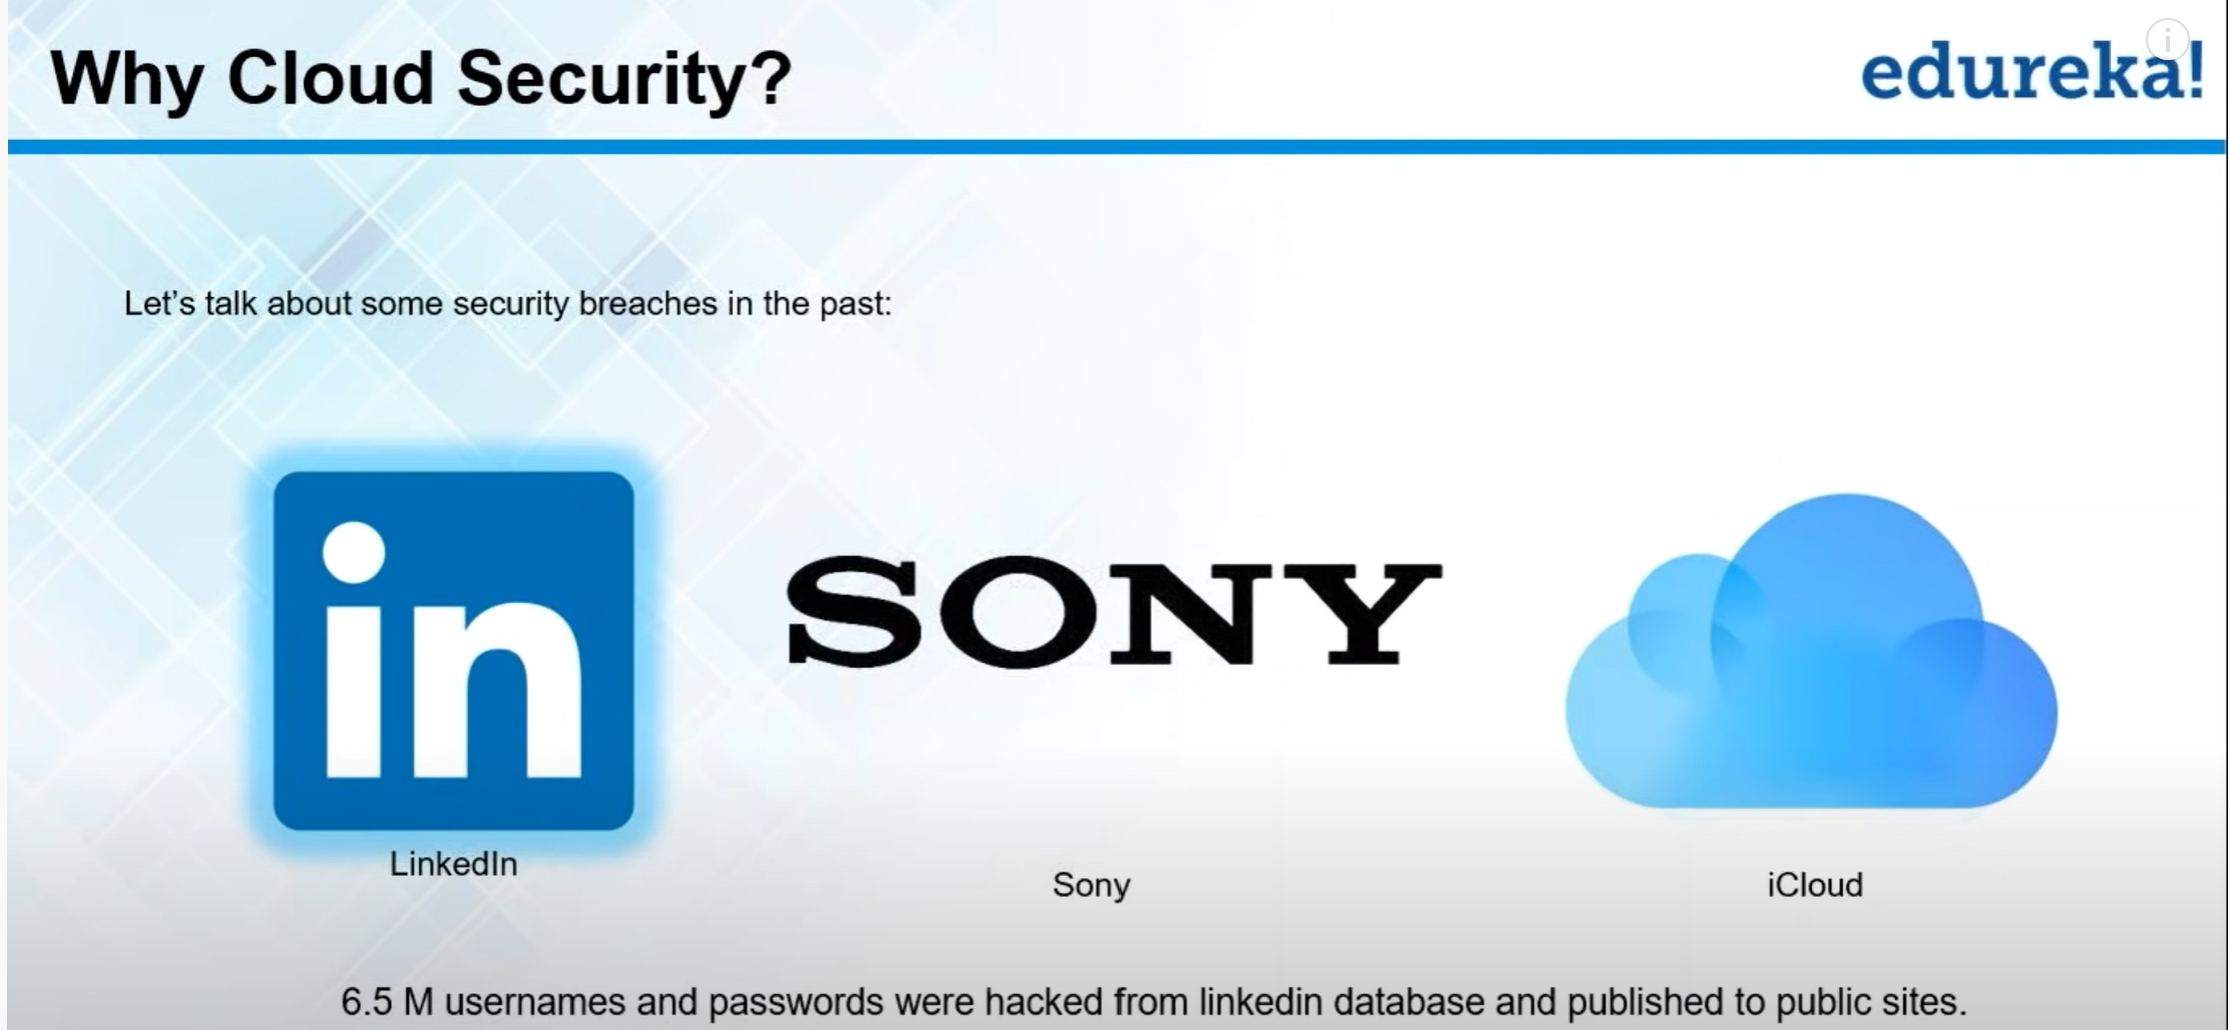 Why Cloud Security?
edureka!
i
Let's talk about some security breaches in the past:
in
SONY
LinkedIn
Sony
iCloud
6.5 M usernames and passwords were hacked from linkedin database and published to public sites.